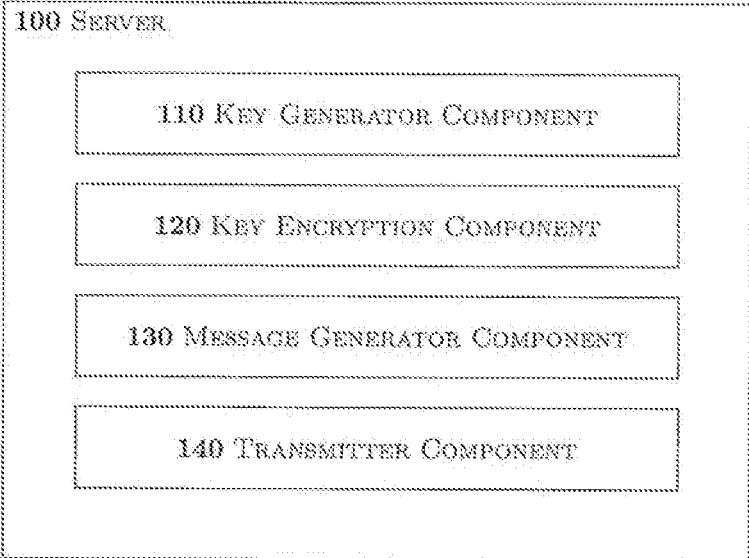 100 Server
110 Key Generator Component
120 Key Encryption Component
130 Message Generator Component
140 Transmitter Component